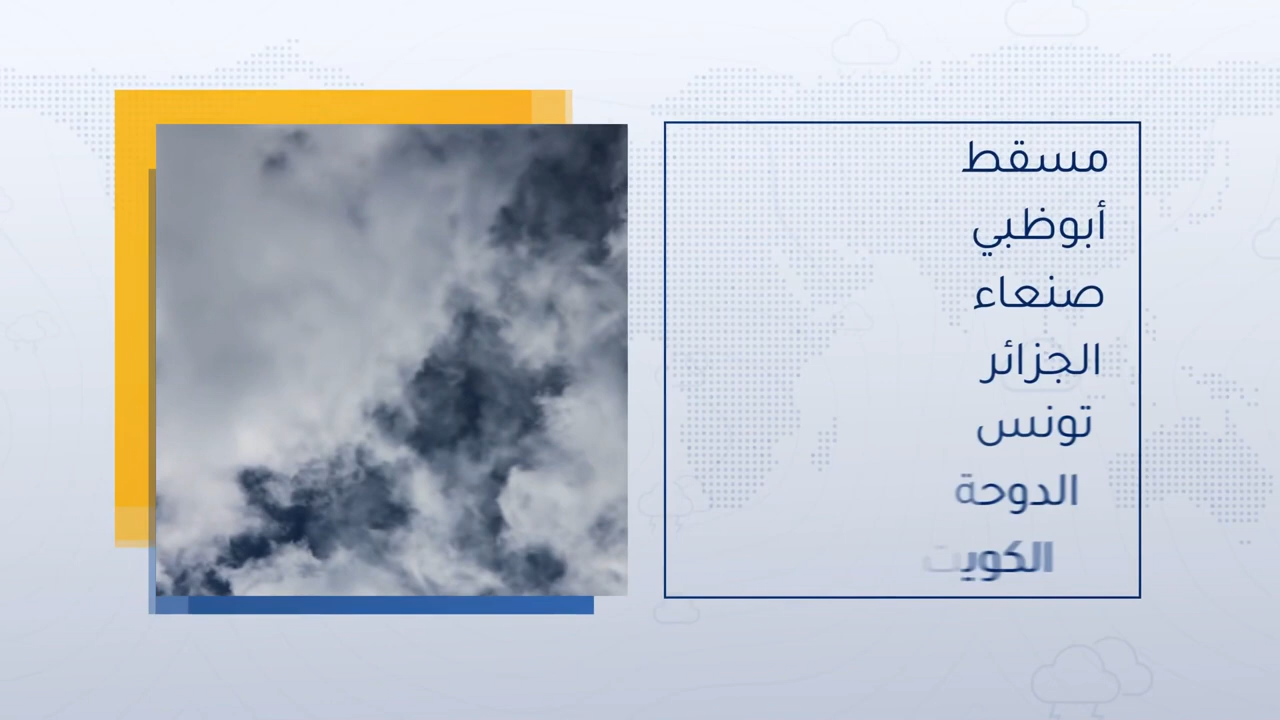 مسقط
أبوظبي
صنعاء
الجزائر
تونس
الدوحة
الكويت